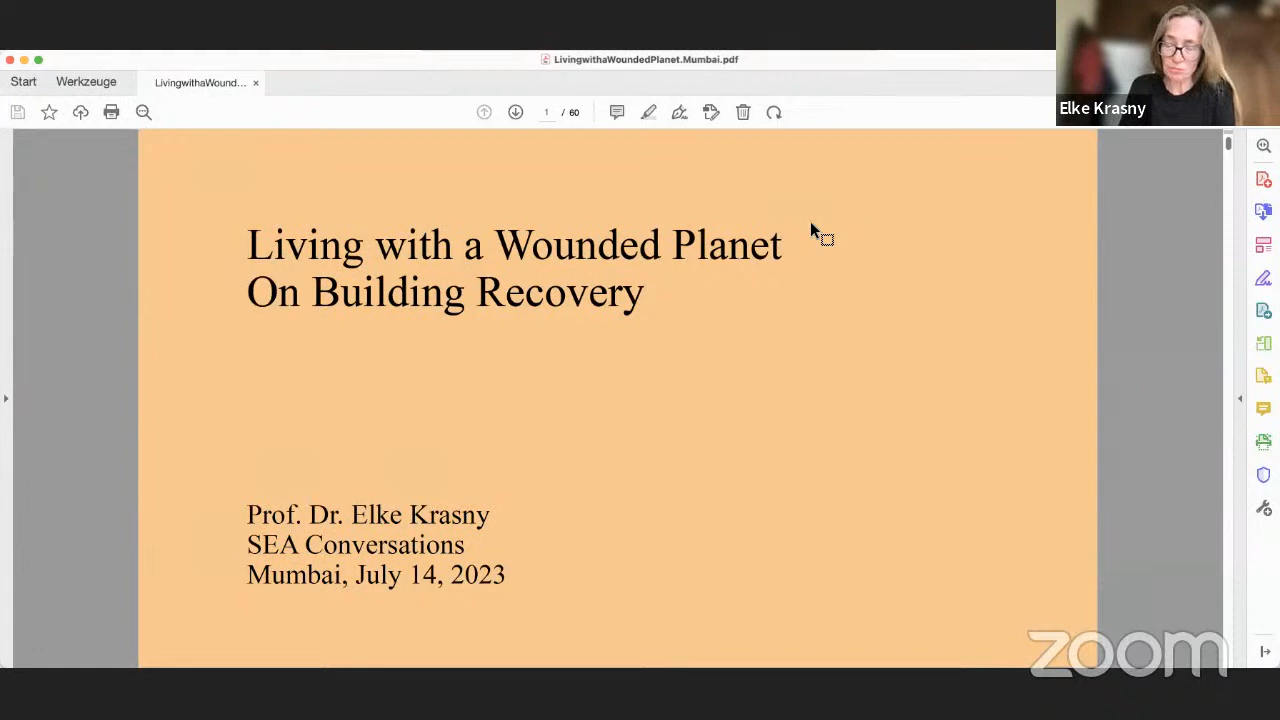 LivingwithaWoundedPlanet.Mumbai.pdf
Start
Werkzeuge
LivingwithaWound...
1 / 60
Elke Krasny
Living with a Wounded Planet
On Building Recovery
Prof. Dr. Elke Krasny
SEA Conversations
Mumbai, July 14, 2023
zoom